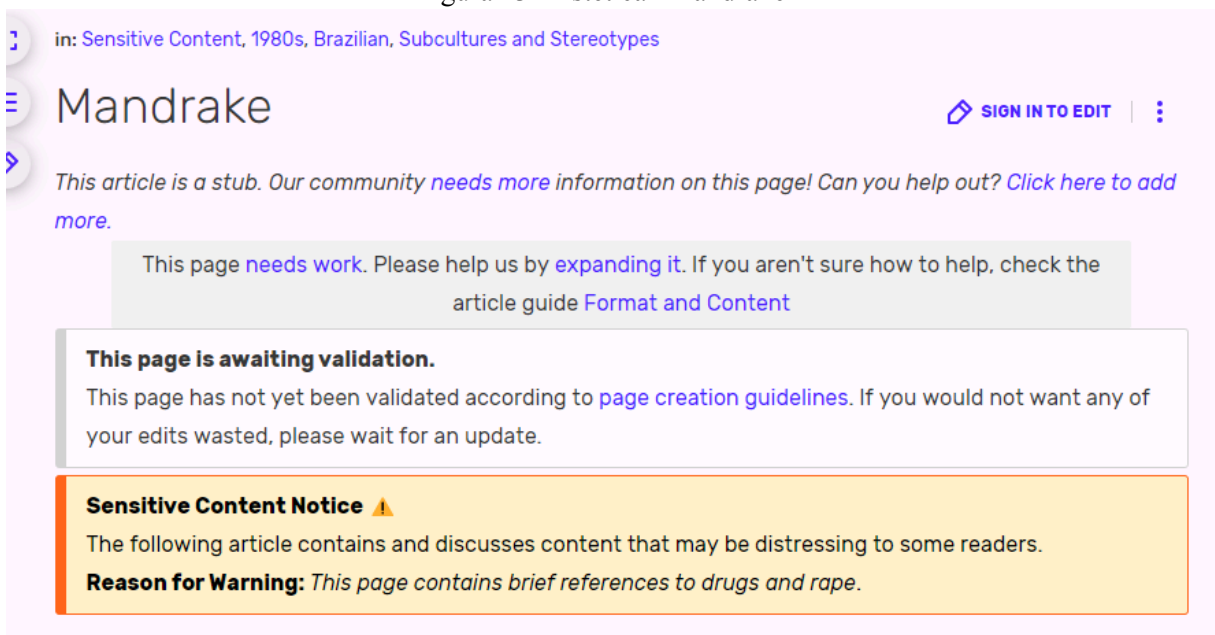 in: Sensitive Content, 1980s, Brazilian, Subcultures and Stereotypes
Mandrake
SIGN IN TO EDIT
This article is a stub. Our community needs more information on this page! Can you help out? Click here to add
more.
This page needs work. Please help us by expanding it. If you aren't sure how to help, check the
article guide Format and Content
This page is awaiting validation.
This page has not yet been validated according to page creation guidelines. If you would not want any of
your edits wasted, please wait for an update.
Sensitive Content Notice ⚠
The following article contains and discusses content that may be distressing to some readers.
Reason for Warning: This page contains brief references to drugs and rape.